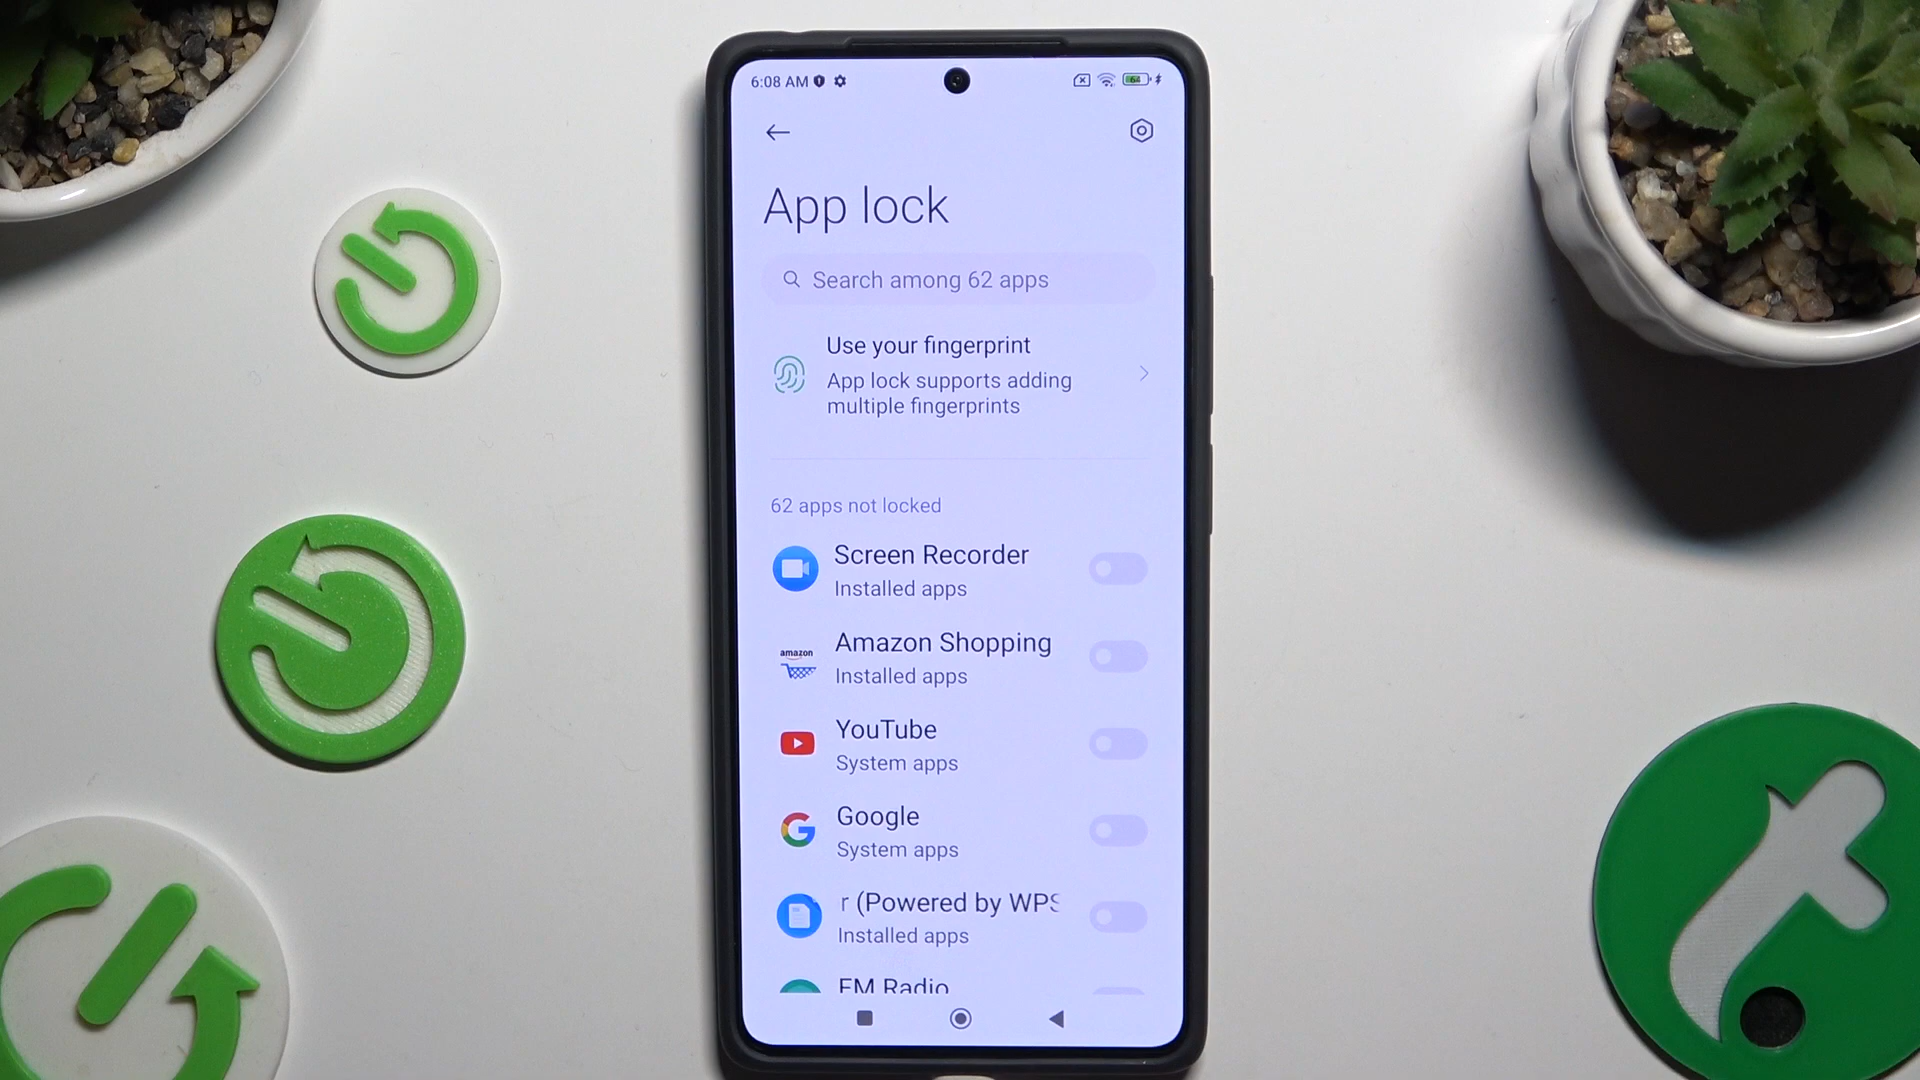 6:08 AM
64
App lock
Search among 62 apps
Use your fingerprint
App lock supports adding
multiple fingerprints
62 apps not locked
Screen Recorder
Installed apps
amazon
Amazon Shopping
Installed apps
YouTube
System apps
Google
System apps
r (Powered by WPS
Installed apps
FM Radio